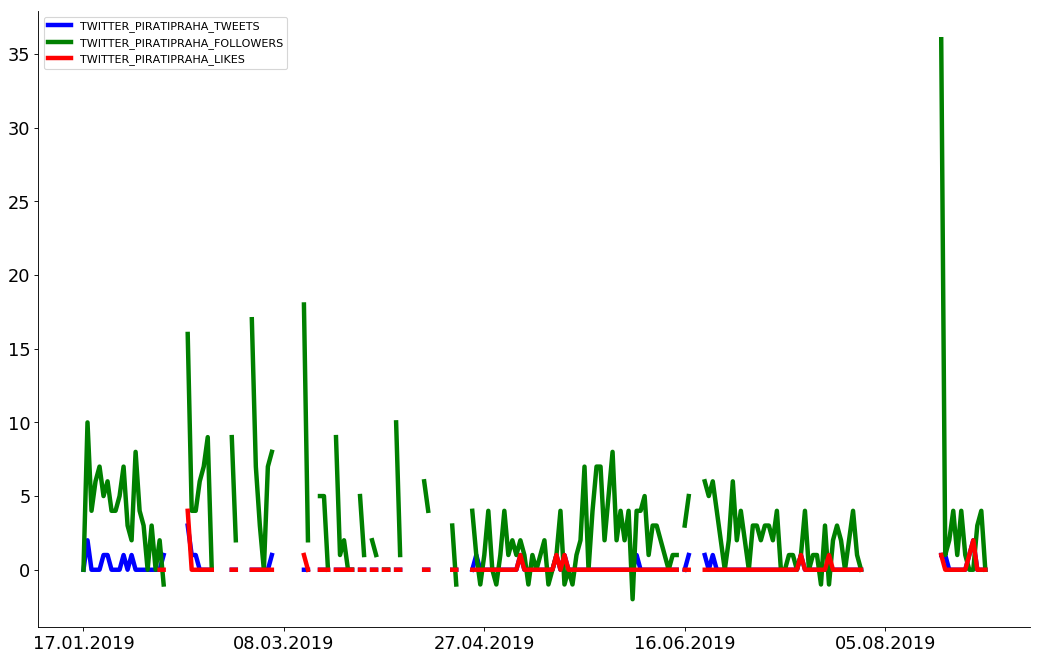 TWITTER_PIRATIPRAHA_TWEETS
TWITTER_PIRATIPRAHA_FOLLOWERS
TWITTER_PIRATIPRAHA_LIKES
35
30
25
20
15
10
5
0
17.01.2019 08.03.2019 27.04.2019 16.06.2019 05.08.2019